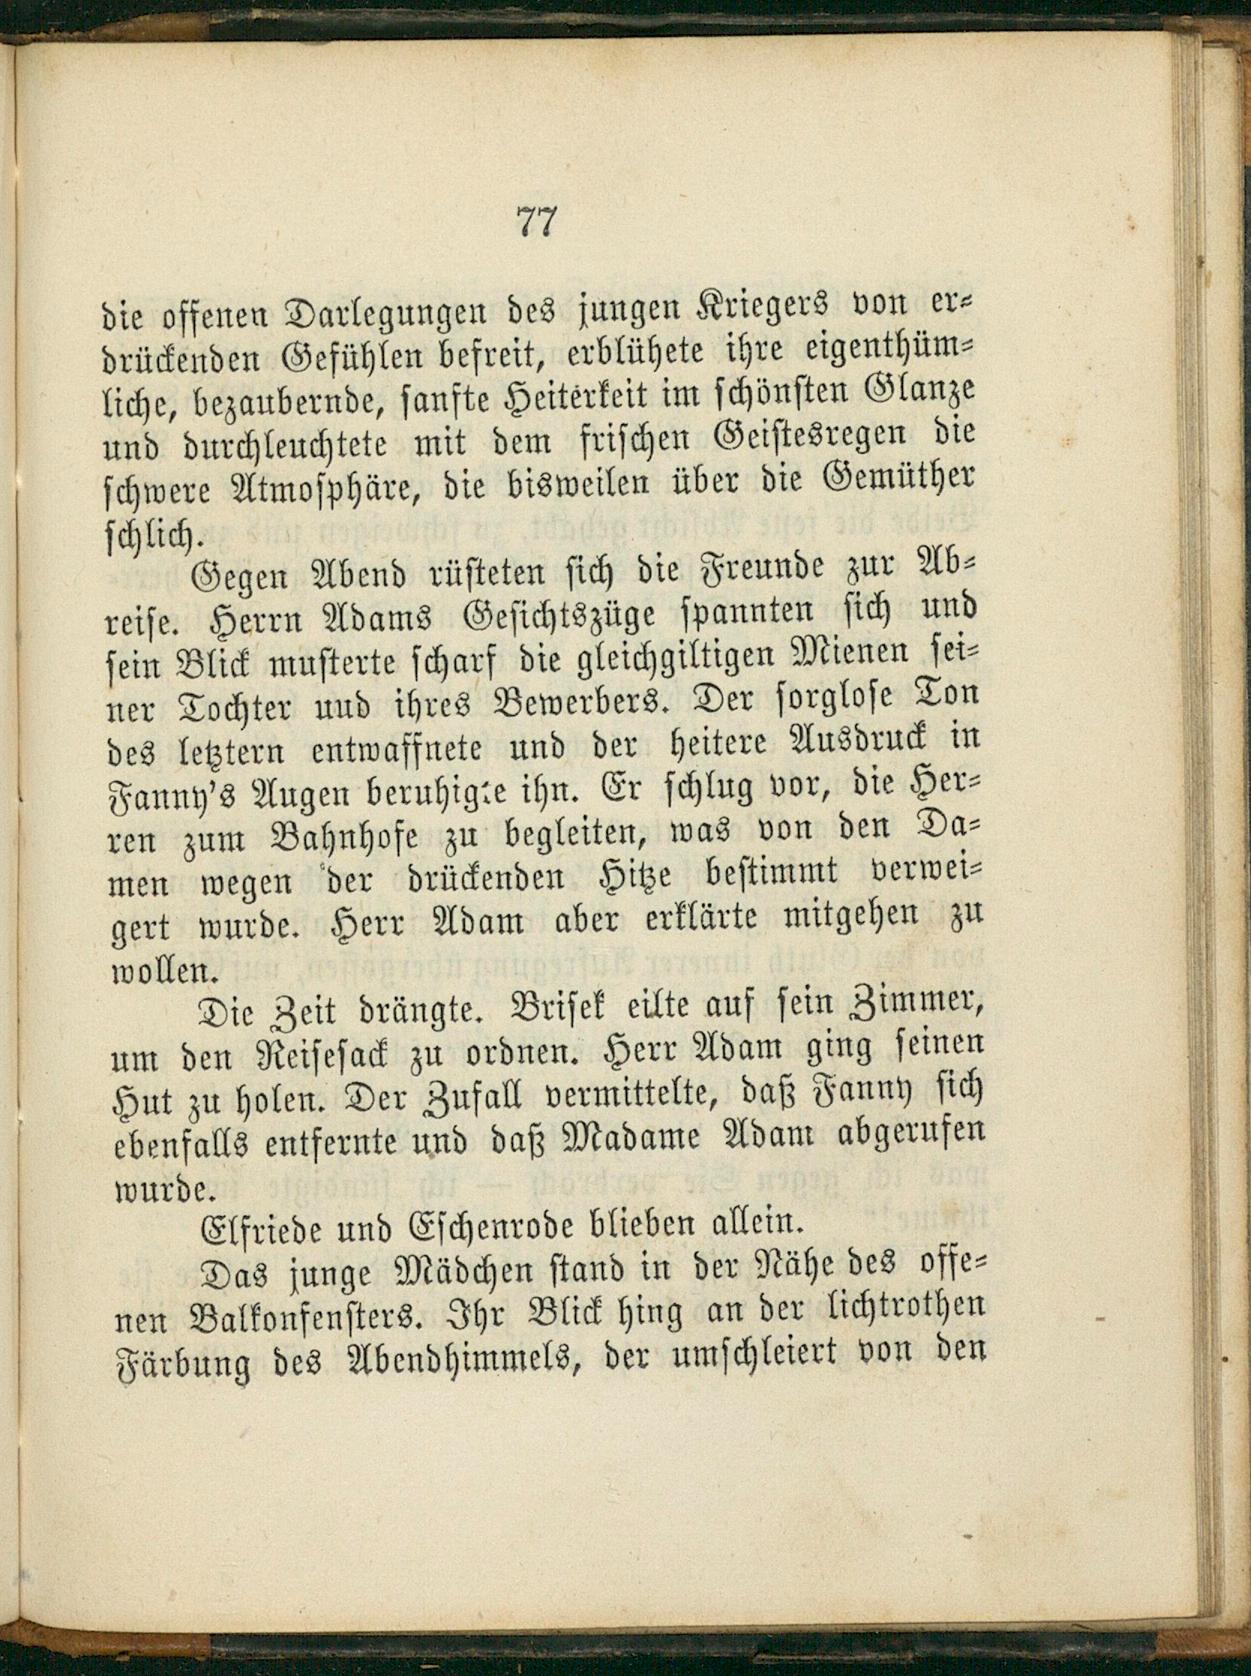 77
die offenen Darlegungen des jungen Kriegers von er-
drückenden Gefühlen befreit, erblühete ihre eigenthüm-
liche, bezaubernde, sanfte Heiterkeit im schönsten Glanze
und durchleuchtete mit dem frischen Geistesregen die
schwere Atmosphäre, die bisweilen über die Gemüther
schlich.
Gegen Abend rüsteten sich die Freunde zur Ab-
reise. Herrn Adams Gesichtszüge spannten sich und
sein Blick musterte scharf die gleichgiltigen Mienen sei-
ner Tochter und ihres Bewerbers. Der sorglose Ton
des letztern entwaffnete und der heitere Ausdruck in
Fanny's Augen beruhigte ihn. Er schlug vor, die Her-
ren zum Bahnhofe zu begleiten, was von den Da-
men wegen der drückenden Hitze bestimmt verwei-
gert wurde. Herr Adam aber erklärte mitgehen zu
wollen.
Die Zeit drängte. Brisek eilte auf sein Zimmer,
um den Reisesack zu ordnen. Herr Adam ging seinen
Hut zu holen. Der Zufall vermittelte, daß Fanny sich
ebenfalls entfernte und daß Madame Adam abgerufen
wurde.
Elfriede und Eschenrode blieben allein.
Das junge Mädchen stand in der Nähe des offe-
nen Balkonfensters. Ihr Blick hing an der lichtrothen
Färbung des Abendhimmels, der umschleiert von den